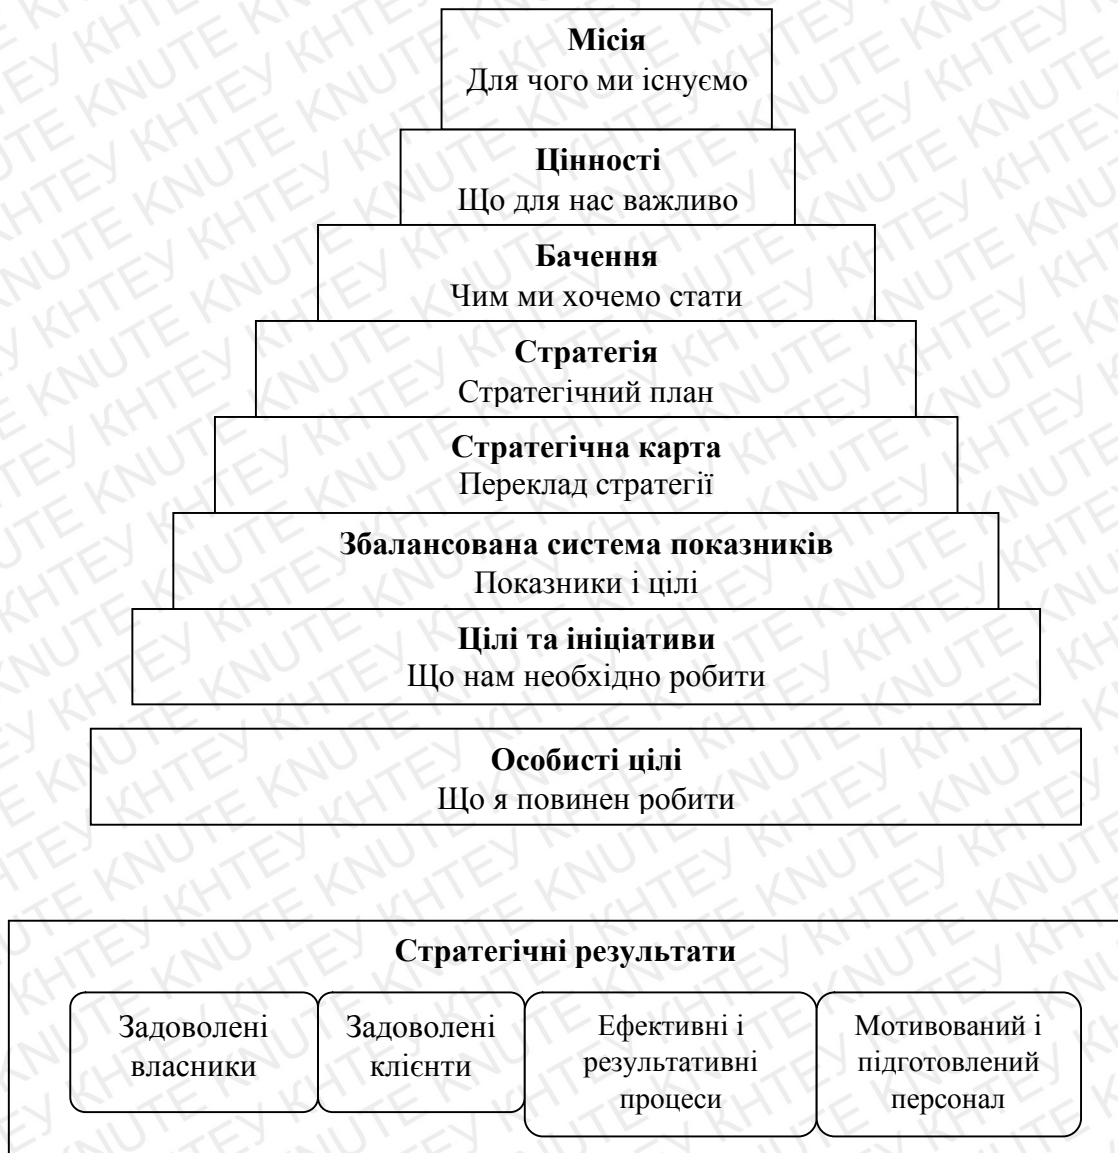 Місія
Для чого ми існуємо
Цінності
Що для нас важливо
Бачення
Чим ми хочемо стати
Стратегія
Стратегічний план
Стратегічна карта
Переклад стратегії
Збалансована система показників
Показники і цілі
Цілі та ініціативи
Що нам необхідно робити
Особисті цілі
Що я повинен робити
Стратегічні результати
Задоволені
власники
Задоволені
клієнти
Ефективні і
результативні
процеси
Мотивований і
підготовлений
персонал